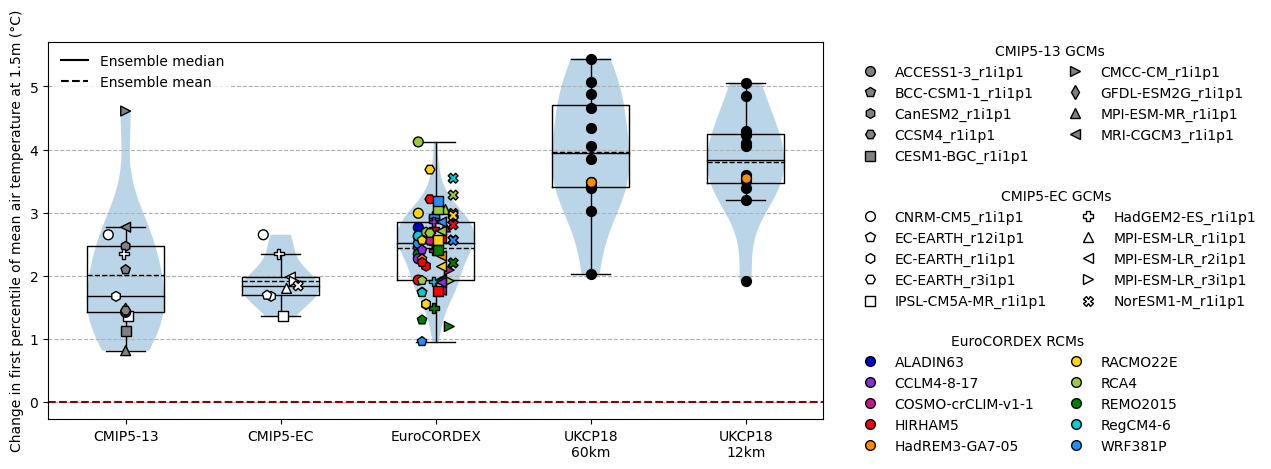 Change in first percentile of mean air temperature at 1.5m (°C)
Ensemble median
Ensemble mean
5
4
3
2
1
0
CMIP5-13
CMIP5-EC
EuroCORDEX
UKCP18
60km
UKCP18
12km
CMIP5-13 GCMs
ACCESS1-3_r1i1p1
BCC-CSM1-1_r1i1p1
CanESM2_r1i1p1
CCSM4_r1i1p1
CESM1-BGC_r1i1p1
CMCC-CM_r1i1p1
GFDL-ESM2G_r1i1p1
MPI-ESM-MR_r1i1p1
MRI-CGCM3_r1i1p1
CMIP5-EC GCMs
CNRM-CM5_r1i1p1
EC-EARTH_r12i1p1
EC-EARTH_r1i1p1
EC-EARTH_r3i1p1
IPSL-CM5A-MR_r1i1p1
HadGEM2-ES_r1i1p1
MPI-ESM-LR_r1i1p1
MPI-ESM-LR_r2i1p1
MPI-ESM-LR_r3i1p1
NorESM1-M_r1i1p1
EuroCORDEX RCMs
ALADIN63
CCLM4-8-17
COSMO-crCLIM-v1-1
HIRHAM5
HadREM3-GA7-05
RACMO22E
RCA4
REMO2015
RegCM4-6
WRF381P